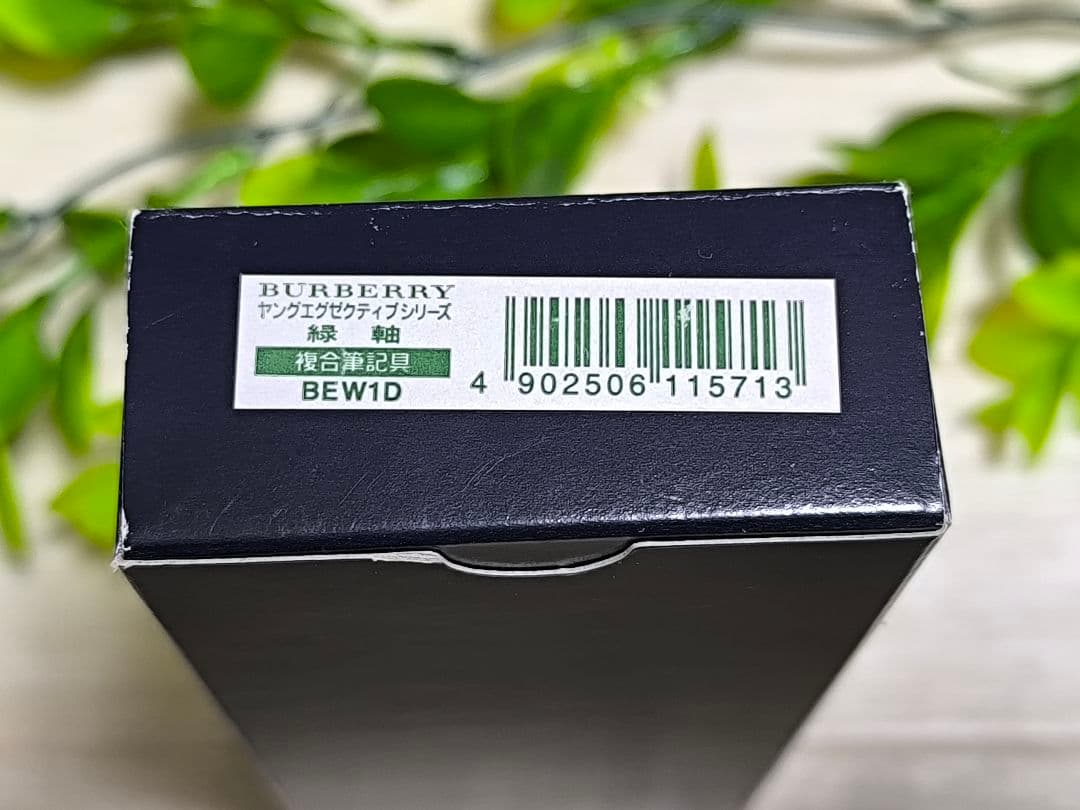 BURBERRY
ヤングエグゼクティブシリーズ
緑 軸
複合筆記具
BEW1D
4 902506 115713